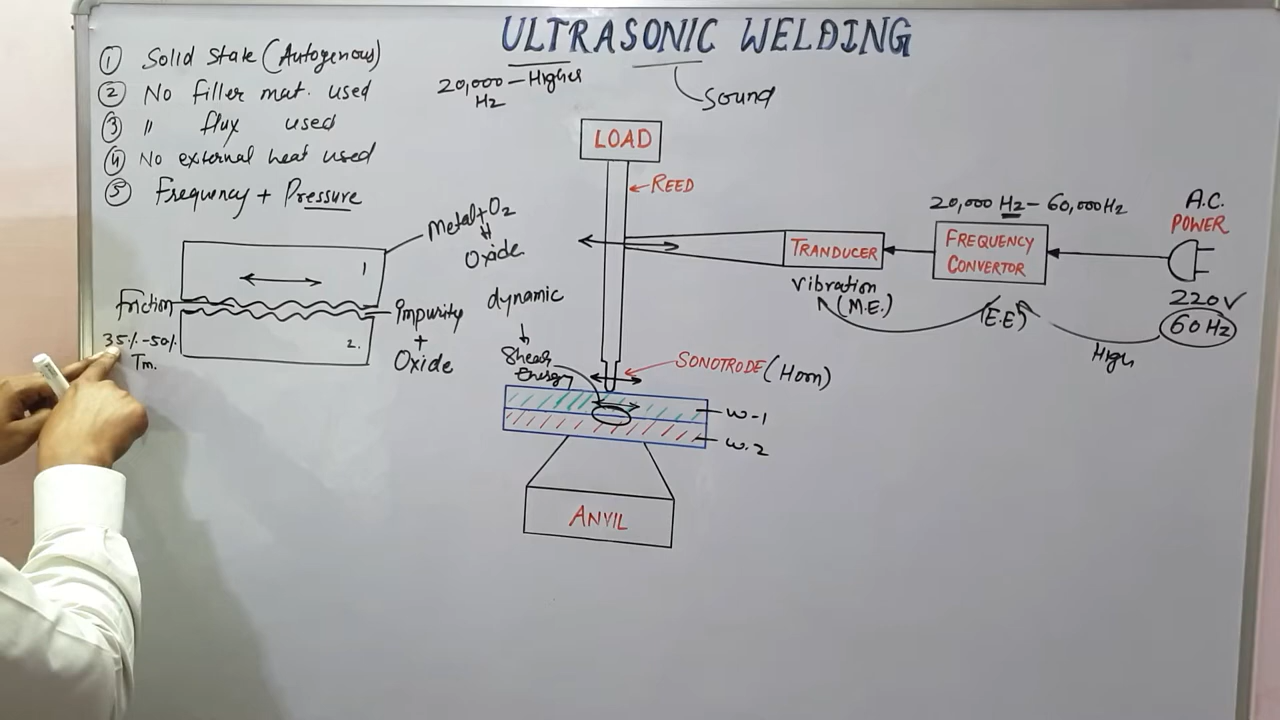 ULTRASONIC WELDING
20,000 - Higher
Hz
Sound
① Solid State (Autogenous)
② No filler mat. used
③ " flux used
④ No external heat used
⑤ Frequency + Pressure
Metal + O2
Oxide
1
friction
Impurity
+
Oxide
2.
35% - 50%
Tm.
LOAD
REED
dynamic
Shear
Energy
SONOTRODE (Horn)
W-1
W.2
ANVIL
TRANDUCER
Vibration
(M.E.)
20,000 Hz - 60,000Hz
FREQUENCY
CONVERTOR
(E.E)
A.C.
POWER
220V
60 Hz
High